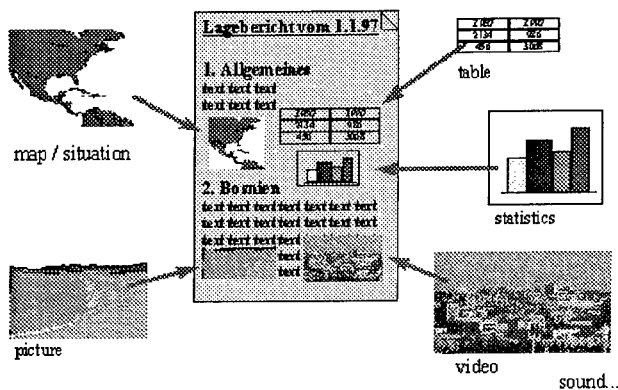 Lagebericht vom 1.1.97
1. Allgemeines
text text text
text text text
2. Bosnien
text text text text text text text
text text text text text text text
text text text text
text
text
map / situation
picture
table
statistics
video
sound...